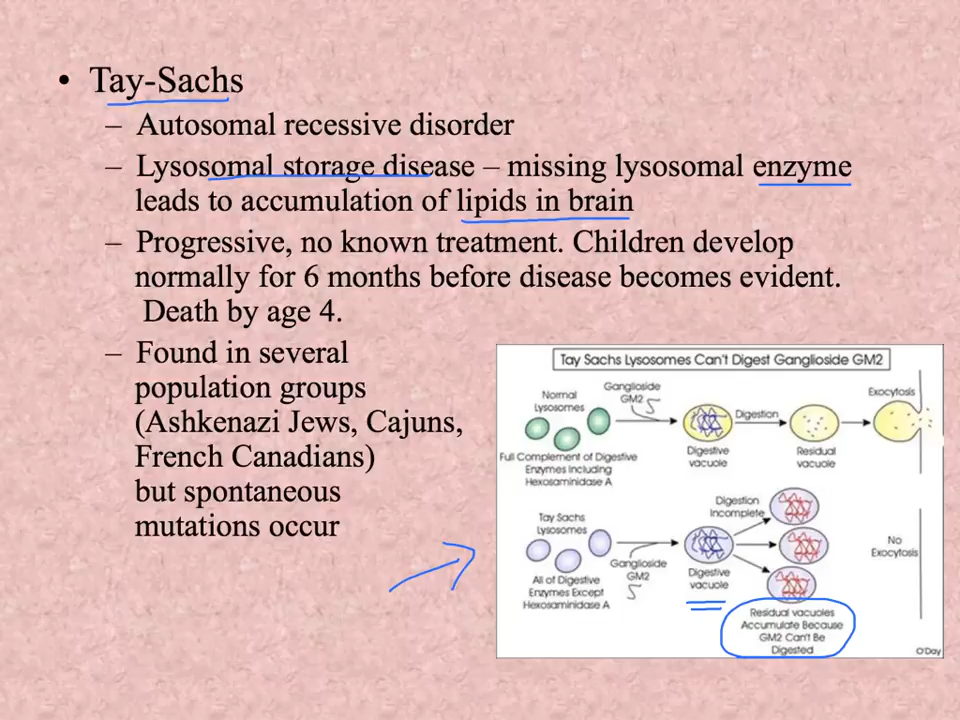 • Tay-Sachs
– Autosomal recessive disorder
– Lysosomal storage disease – missing lysosomal enzyme
leads to accumulation of lipids in brain
– Progressive, no known treatment. Children develop
normally for 6 months before disease becomes evident.
Death by age 4.
– Found in several
population groups
(Ashkenazi Jews, Cajuns,
French Canadians)
but spontaneous
mutations occur
Tay Sachs Lysosomes Can't Digest Ganglioside GM2
Normal
Lysosomes
Ganglioside
GM2
Digestion
Exocytosis
Full Complement of Digestive
Enzymes Including
Hexosaminidase A
Digestive
vacuole
Residual
vacuole
Tay Sachs
Lysosomes
Ganglioside
GM2
Digestion
Incomplete
No
Exocytosis
All of Digestive
Enzymes Except
Hexosaminidase A
Digestive
vacuole
Residual vacuoles
Accumulate Because
GM2 Can't Be
Digested
O'Day